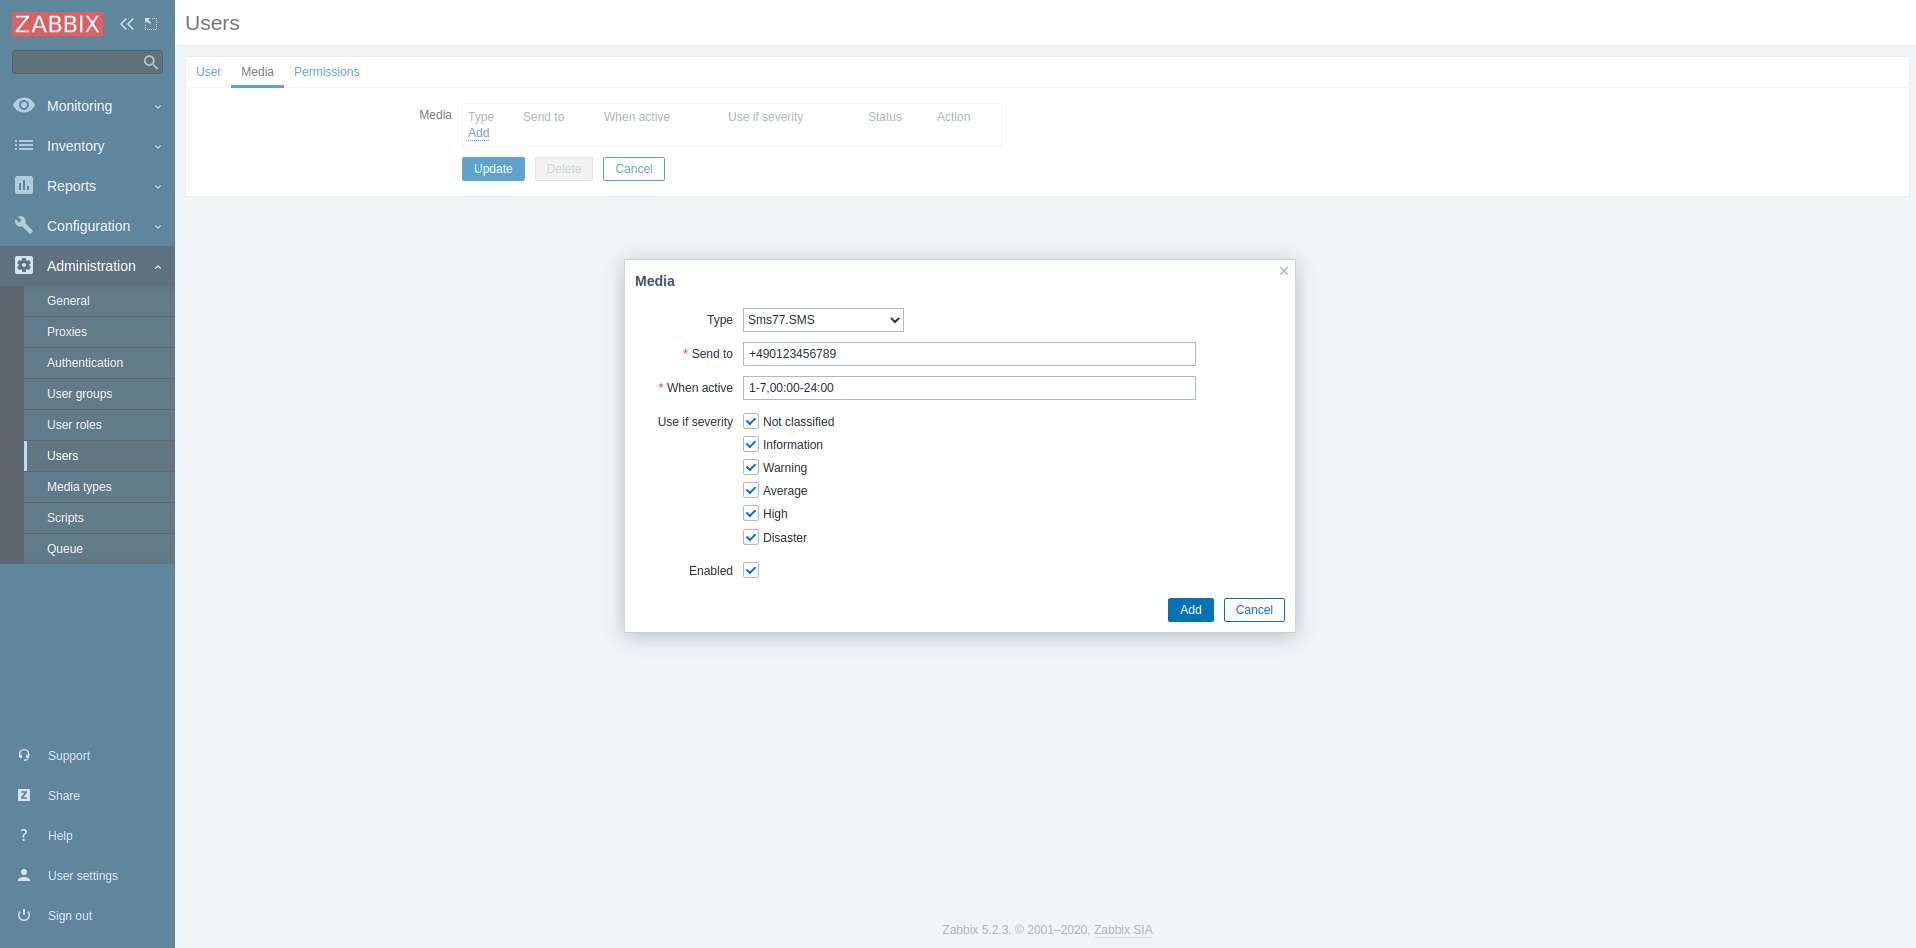 ZABBIX
Users
User Media Permissions
Media
Type Send to When active Use if severity Status Action
Add
Update Delete Cancel
Monitoring
Inventory
Reports
Configuration
Administration
General
Proxies
Authentication
User groups
User roles
Users
Media types
Scripts
Queue
Support
Share
Help
User settings
Sign out
Media
Type Sms77.SMS
* Send to +490123456789
* When active 1-7,00:00-24:00
Use if severity Not classified
Information
Warning
Average
High
Disaster
Enabled
Add Cancel
Zabbix 5.2.3. © 2001–2020, Zabbix SIA